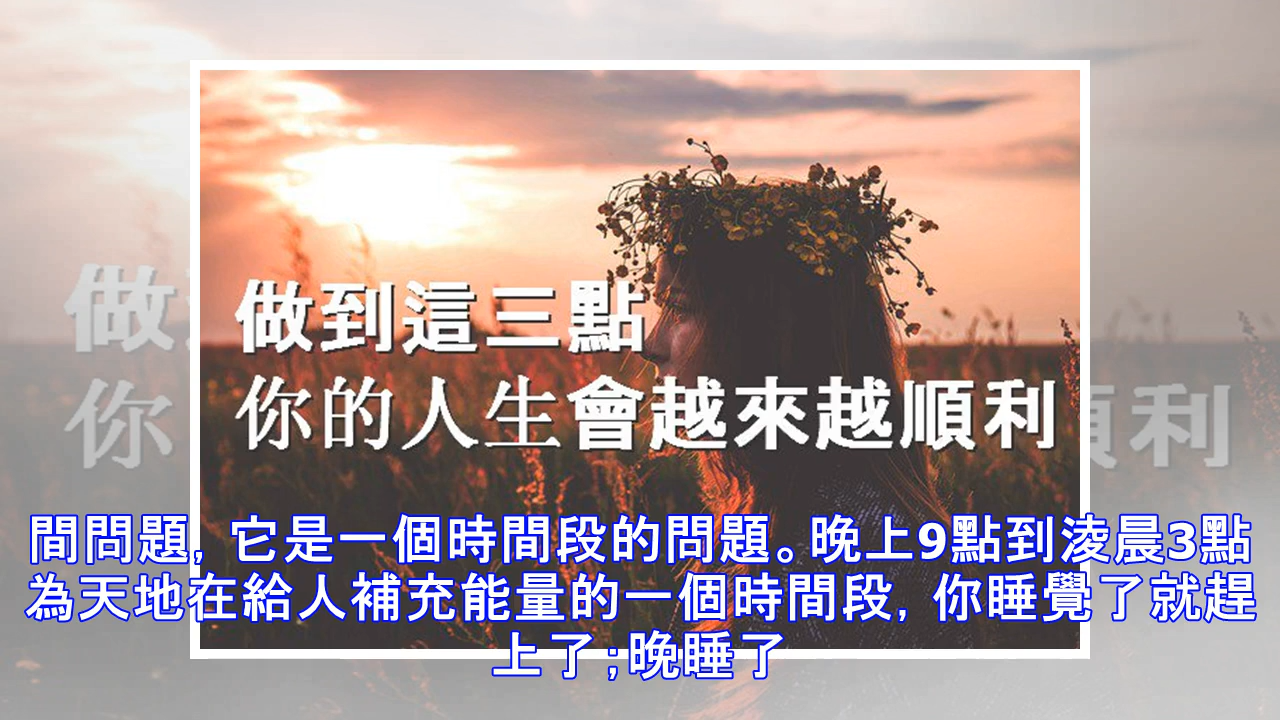 做到這三點
你的人生會越來越順利
間問題, 它是一個時間段的問題。晚上9點到淩晨3點
為天地在給人補充能量的一個時間段, 你睡覺了就趕
上了;晚睡了